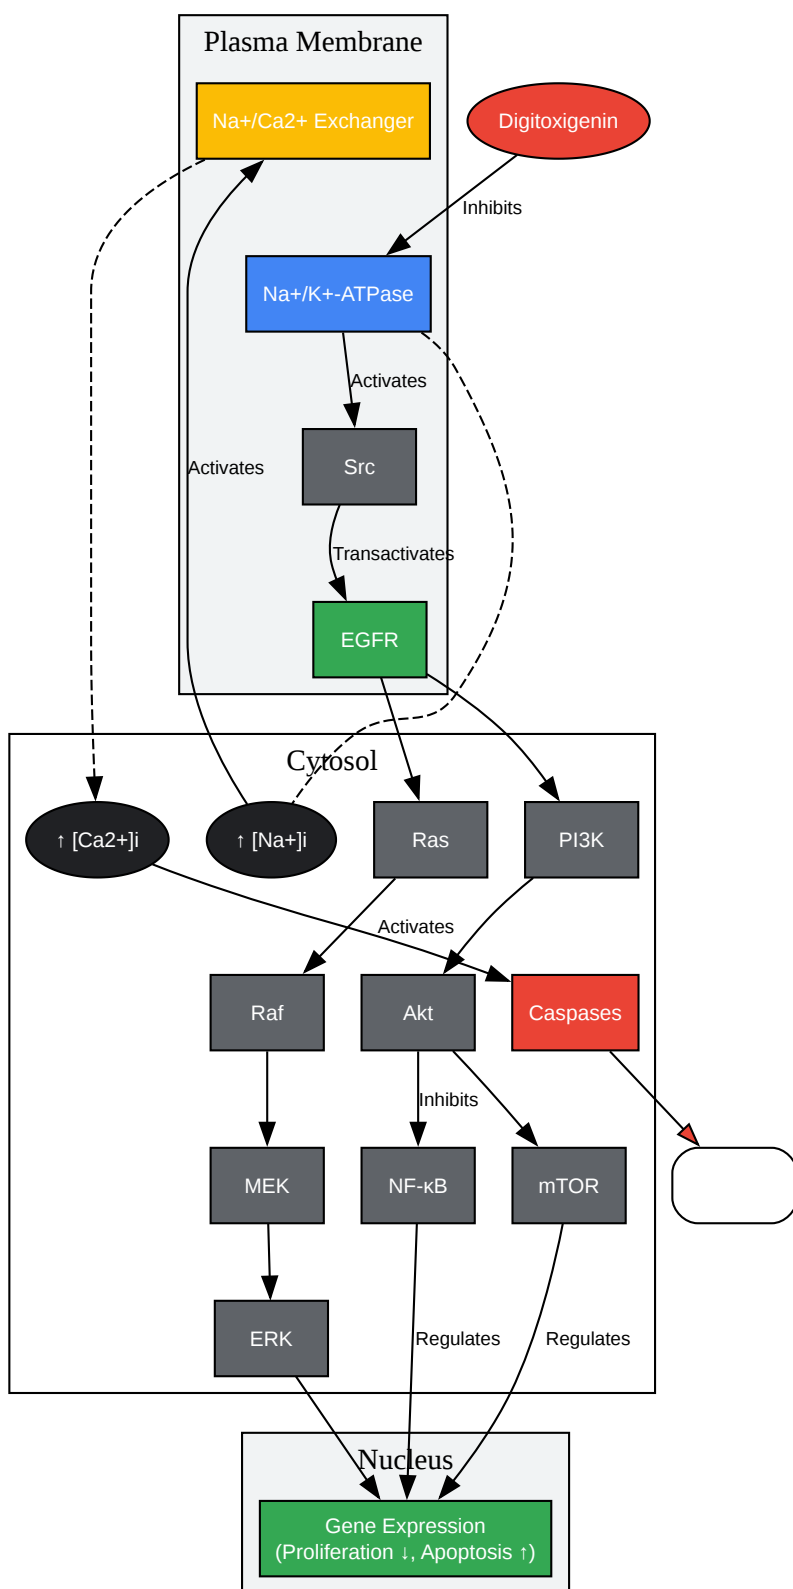 Plasma Membrane
Na+/Ca2+ Exchanger
Digitoxigenin
Inhibits
Na+/K+-ATPase
Activates
Src
Activates
Transactivates
EGFR
Cytosol
↑ [Ca2+]i
↑ [Na+]i
Ras
PI3K
Activates
Raf
Akt
Caspases
Inhibits
MEK
NF-κB
mTOR
ERK
Regulates
Regulates
Nucleus
Gene Expression
(Proliferation ↓, Apoptosis ↑)